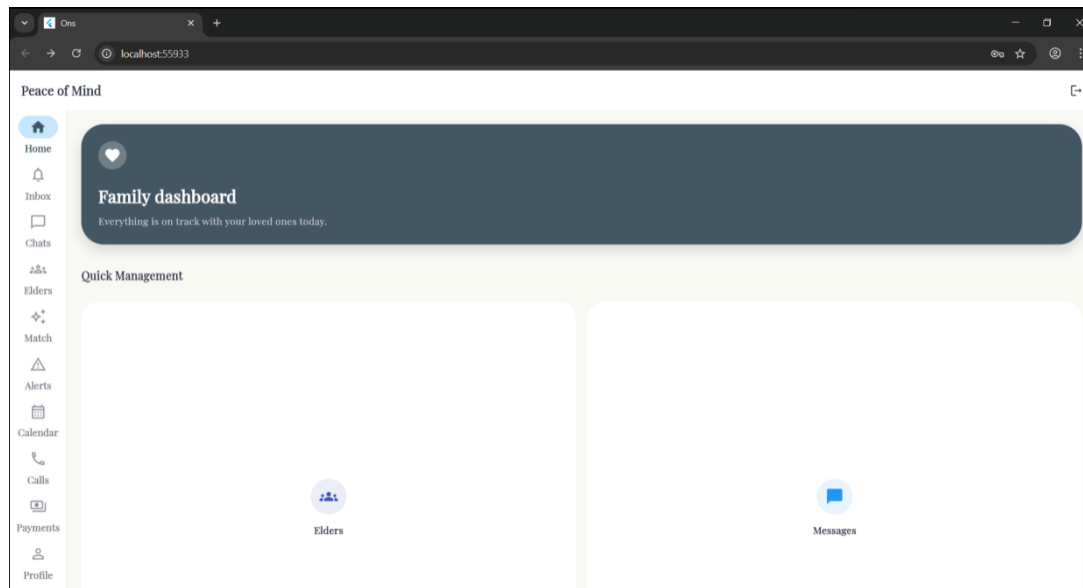 Ons
localhost:55933
Peace of Mind
Home
Inbox
Chats
Elders
Match
Alerts
Calendar
Calls
Payments
Profile
Family dashboard
Everything is on track with your loved ones today.
Quick Management
Elders
Messages